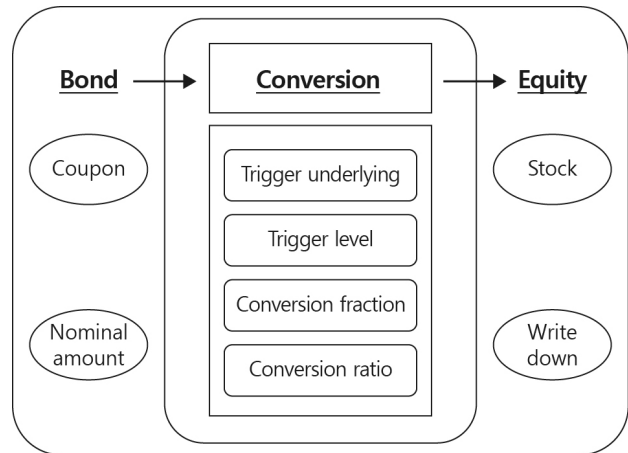 Bond
Conversion
Equity
Coupon
Trigger underlying
Stock
Trigger level
Conversion fraction
Nominal
amount
Conversion ratio
Write
down